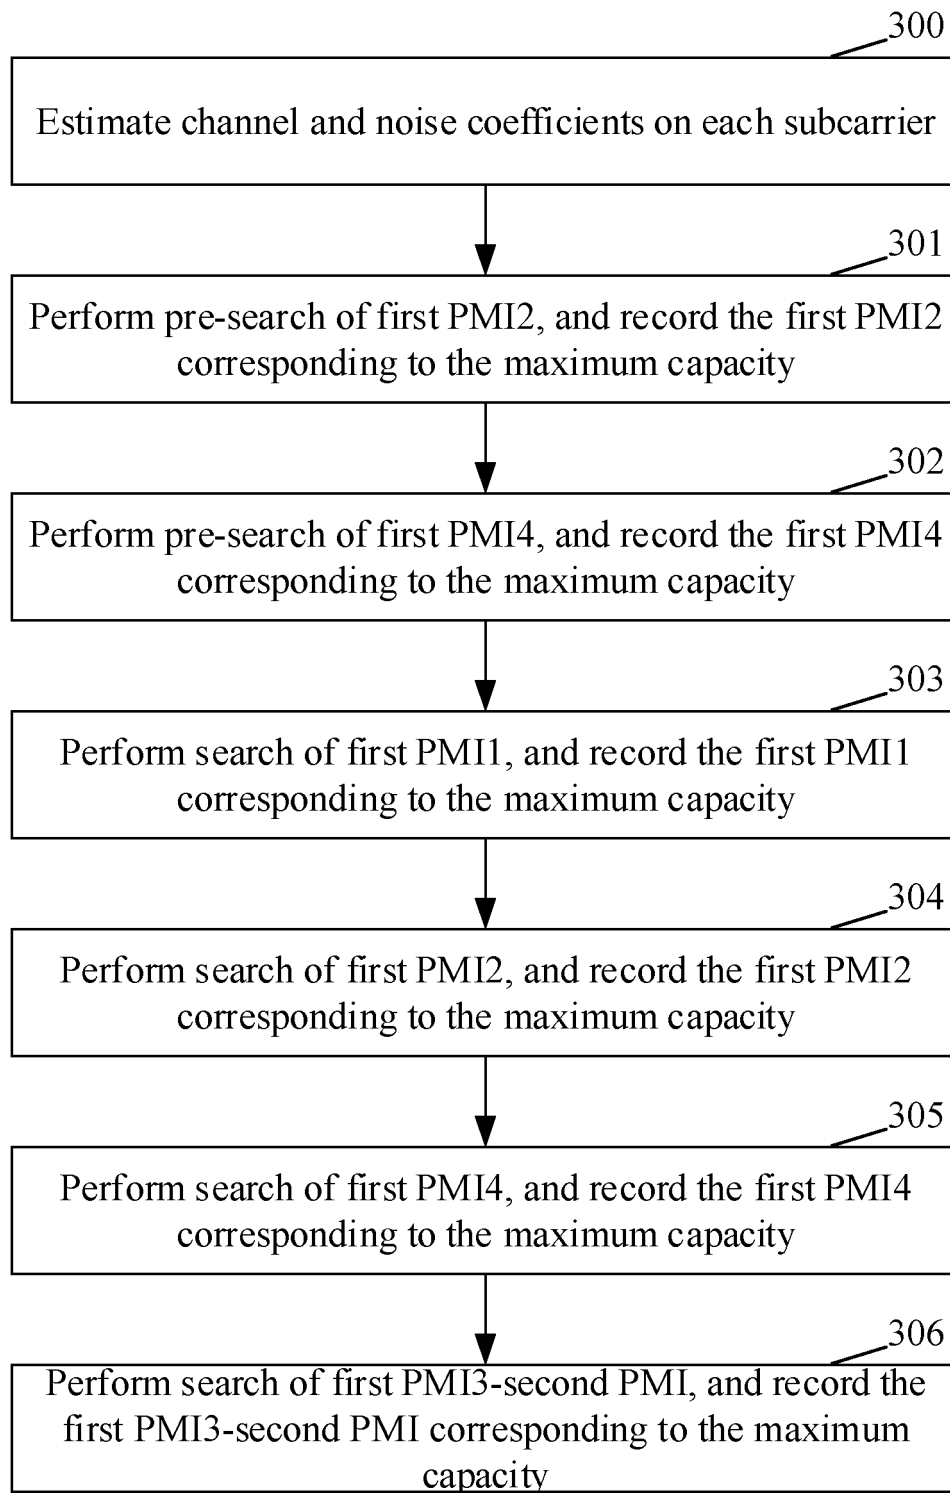 300
Estimate channel and noise coefficients on each subcarrier
301
Perform pre-search of first PMI2, and record the first PMI2
corresponding to the maximum capacity
302
Perform pre-search of first PMI4, and record the first PMI4
corresponding to the maximum capacity
303
Perform search of first PMI1, and record the first PMI1
corresponding to the maximum capacity
304
Perform search of first PMI2, and record the first PMI2
corresponding to the maximum capacity
305
Perform search of first PMI4, and record the first PMI4
corresponding to the maximum capacity
306
Perform search of first PMI3-second PMI, and record the
first PMI3-second PMI corresponding to the maximum
capacity